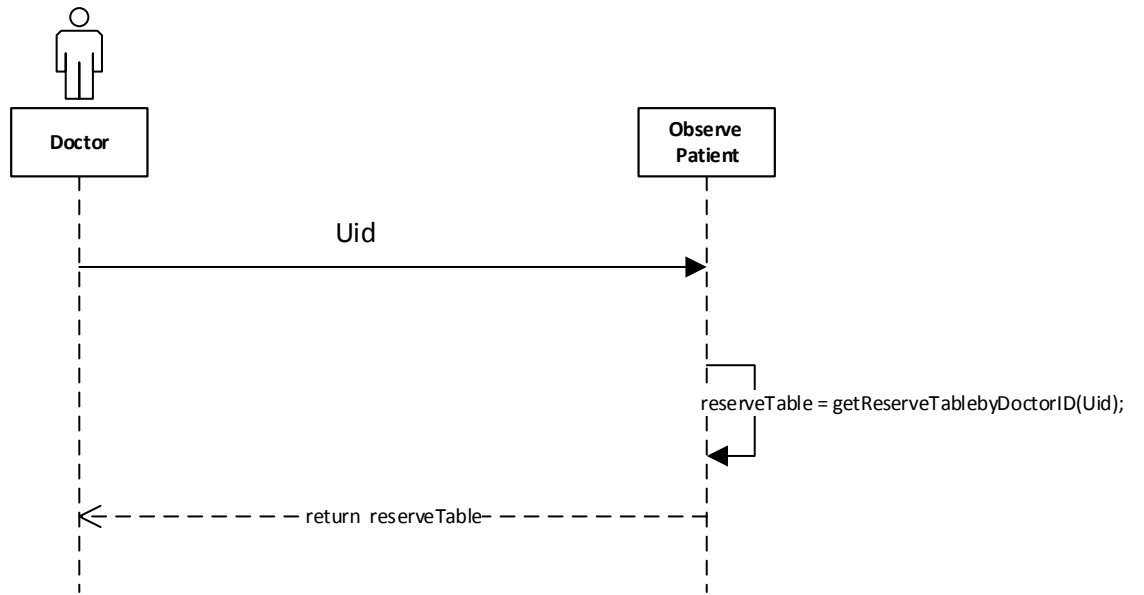 Doctor
Observe
Patient
Uid
reserveTable = getReserveTablebyDoctorID(Uid);
return reserveTable